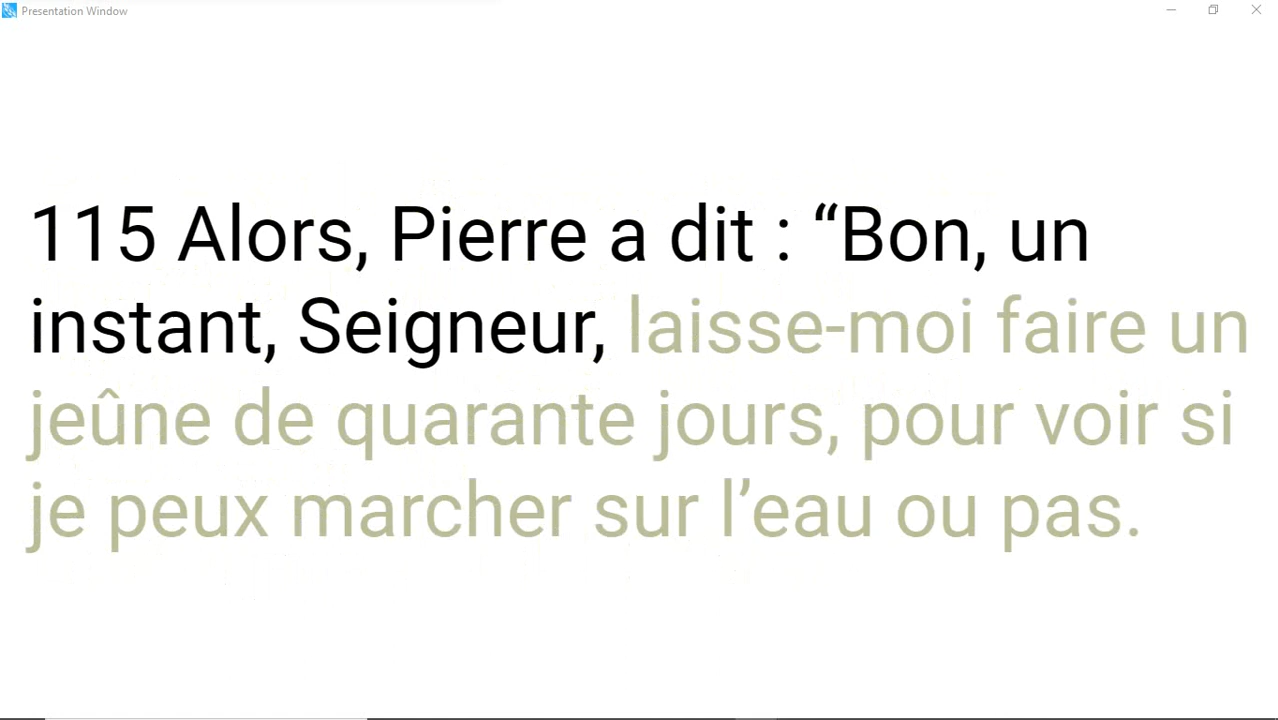 Presentation Window
115 Alors, Pierre a dit : “Bon, un
instant, Seigneur, laisse-moi faire un
jeûne de quarante jours, pour voir si
je peux marcher sur l’eau ou pas.